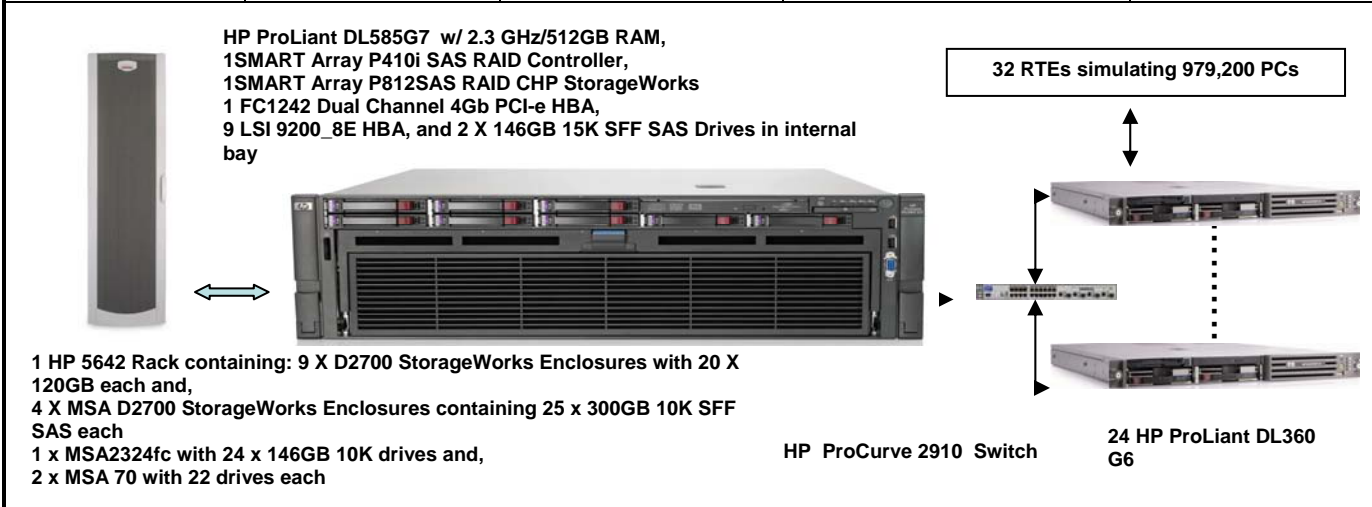 HP ProLiant DL585G7 w/ 2.3 GHz/512GB RAM,
1SMART Array P410i SAS RAID Controller,
1SMART Array P812SAS RAID CHP StorageWorks
1 FC1242 Dual Channel 4Gb PCI-e HBA,
9 LSI 9200_8E HBA, and 2 X 146GB 15K SFF SAS Drives in internal
bay
32 RTEs simulating 979,200 PCs
1 HP 5642 Rack containing: 9 X D2700 StorageWorks Enclosures with 20 X
120GB each and,
4 X MSA D2700 StorageWorks Enclosures containing 25 x 300GB 10K SFF
SAS each
1 x MSA2324fc with 24 x 146GB 10K drives and,
2 x MSA 70 with 22 drives each
HP ProCurve 2910 Switch
24 HP ProLiant DL360
G6